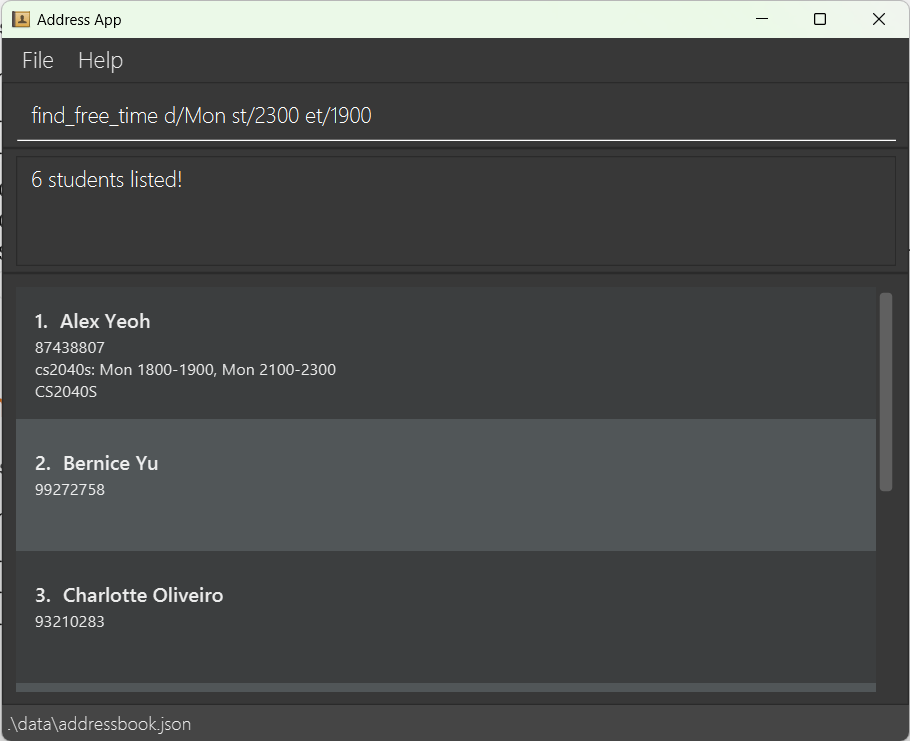 Address App
File Help
find_free_time d/Mon st/2300 et/1900
6 students listed!
1. Alex Yeoh
87438807
cs2040s: Mon 1800-1900, Mon 2100-2300
CS2040S
2. Bernice Yu
99272758
3. Charlotte Oliveiro
93210283
.\data\addressbook.json